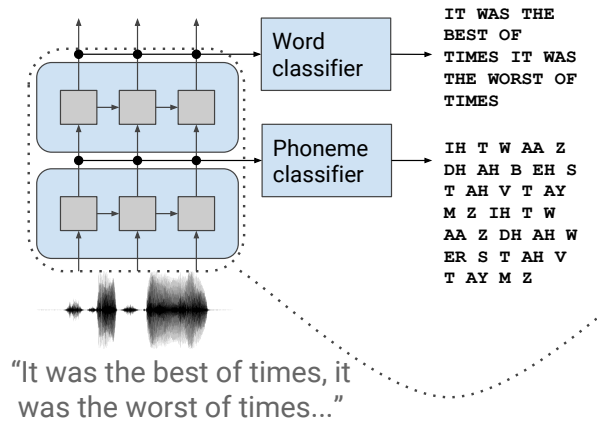 Word
classifier
IT WAS THE
BEST OF
TIMES IT WAS
THE WORST OF
TIMES
Phoneme
classifier
IH T W AA Z
DH AH B EH S
T AH V T AY
M Z IH T W
AA Z DH AH W
ER S T AH V
T AY M Z
“It was the best of times, it
was the worst of times...”